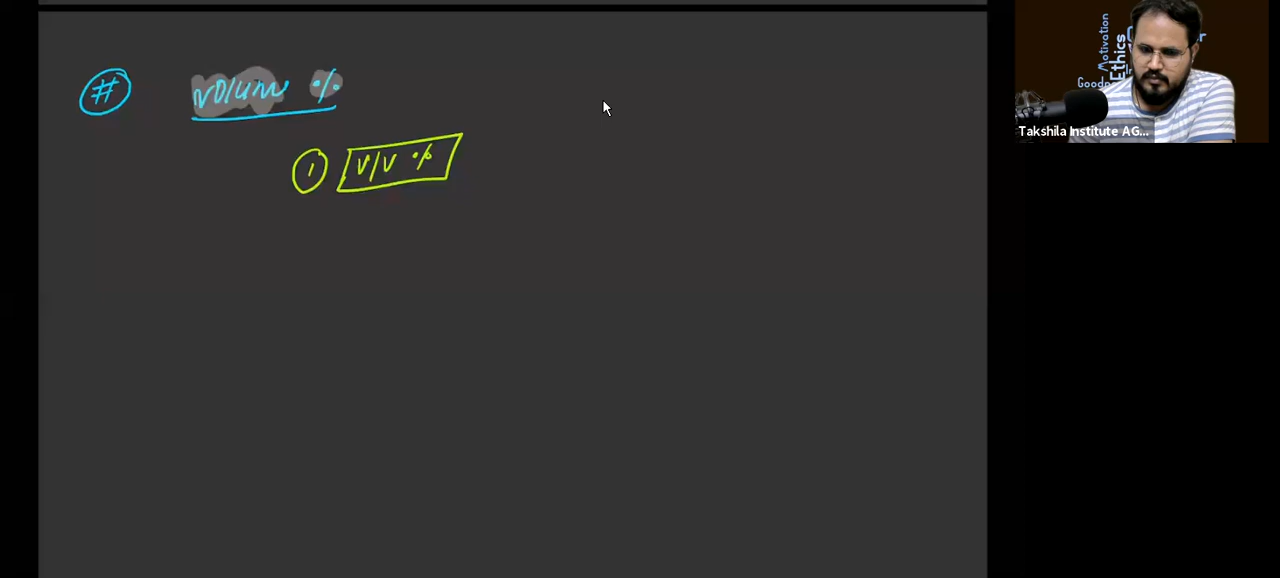 # Volume %
① V/V %
Motivation
Ethics
Good
Takshila Institute AG...